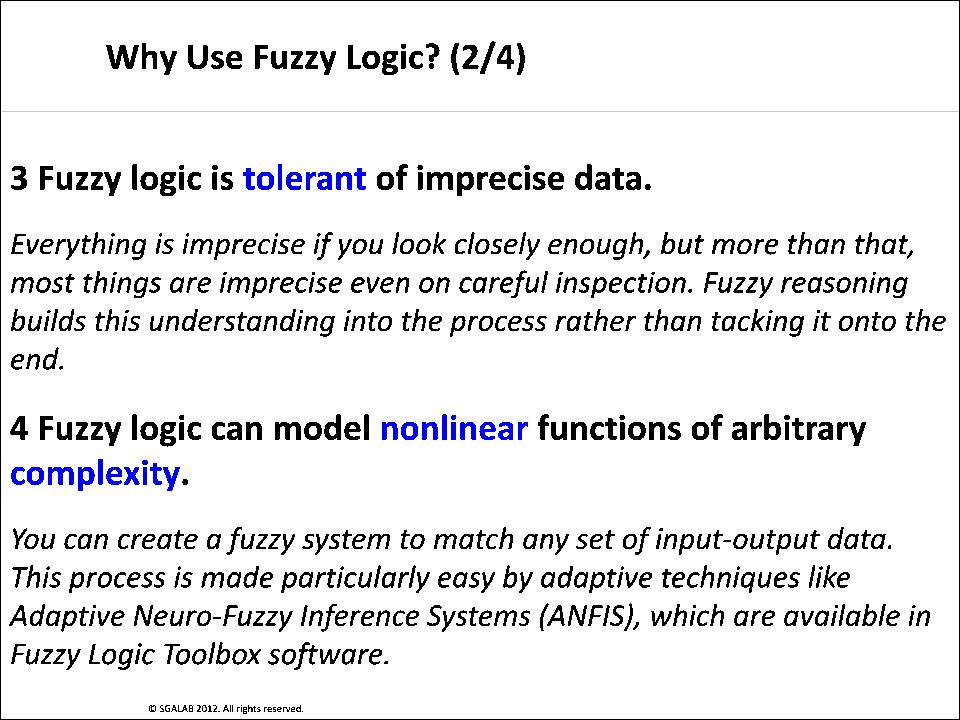 Why Use Fuzzy Logic? (2/4)
3 Fuzzy logic is tolerant of imprecise data.
Everything is imprecise if you look closely enough, but more than that,
most things are imprecise even on careful inspection. Fuzzy reasoning
builds this understanding into the process rather than tacking it onto the
end.
4 Fuzzy logic can model nonlinear functions of arbitrary
complexity.
You can create a fuzzy system to match any set of input-output data.
This process is made particularly easy by adaptive techniques like
Adaptive Neuro-Fuzzy Inference Systems (ANFIS), which are available in
Fuzzy Logic Toolbox software.
© SGALAB 2012. All rights reserved.